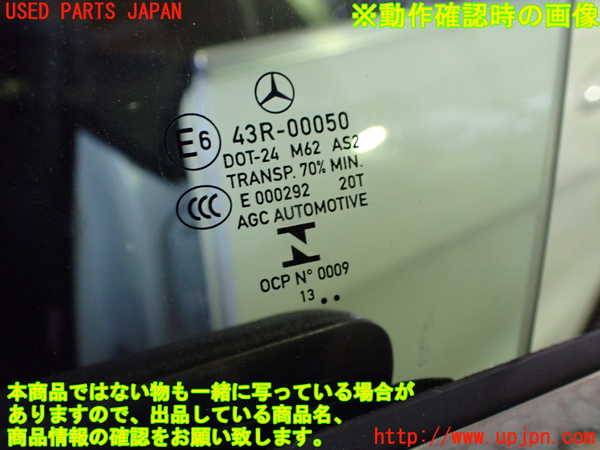 USED PARTS JAPAN
※動作確認時の画像
E6
43R-00050
DOT-24 M62 AS2
TRANSP. 70% MIN.
CCC
E 000292 20T
AGC AUTOMOTIVE
OCP N° 0009
13 ..
本商品ではない物も一緒に写っている場合が
ありますので、出品している商品名、
商品情報の確認をお願い致します。
http://www.upjpn.com/